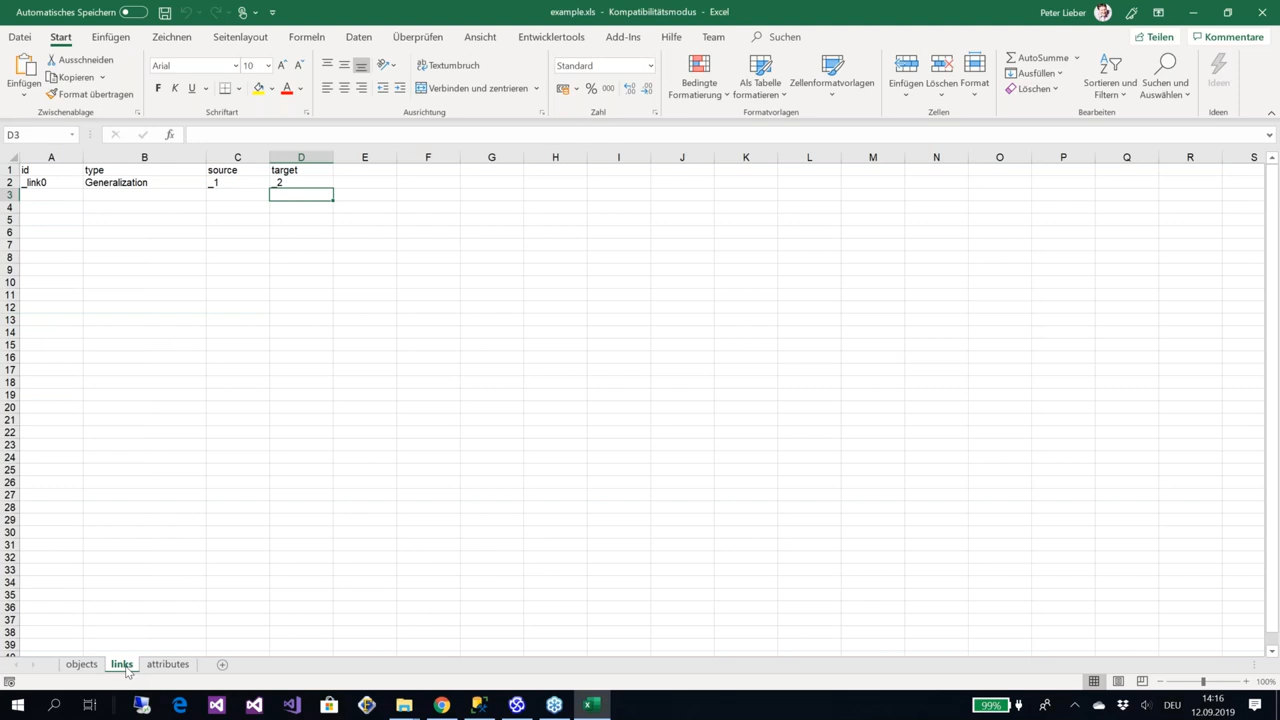 Automatisches Speichern
example.xls - Kompatibilitätsmodus - Excel
Peter Lieber
Datei Start Einfügen Zeichnen Seitenlayout Formeln Daten Überprüfen Ansicht Entwicklertools Add-Ins Hilfe Team Suchen Teilen Kommentare
Einfügen
Ausschneiden
Kopieren
Format übertragen
Zwischenablage
Arial 10
F K U
A A
Schriftart
Textumbruch
Verbinden und zentrieren
Ausrichtung
Standard
% 000
Zahl
Bedingte Formatierung
Als Tabelle formatieren
Zellenformatvorlagen
Formatvorlagen
Einfügen Löschen Format
Zellen
AutoSumme
Ausfüllen
Löschen
Sortieren und Filtern
Suchen und Auswählen
Bearbeiten
Ideen
Ideen
D3 fx
A B C D E F G H I J K L M N O P Q R S
1 id type source target
2 _link0 Generalization _1 _2
3
4
5
6
7
8
9
10
11
12
13
14
15
16
17
18
19
20
21
22
23
24
25
26
27
28
29
30
31
32
33
34
35
36
37
38
39
objects links attributes
100%
99% DEU 14:16
12.09.2019